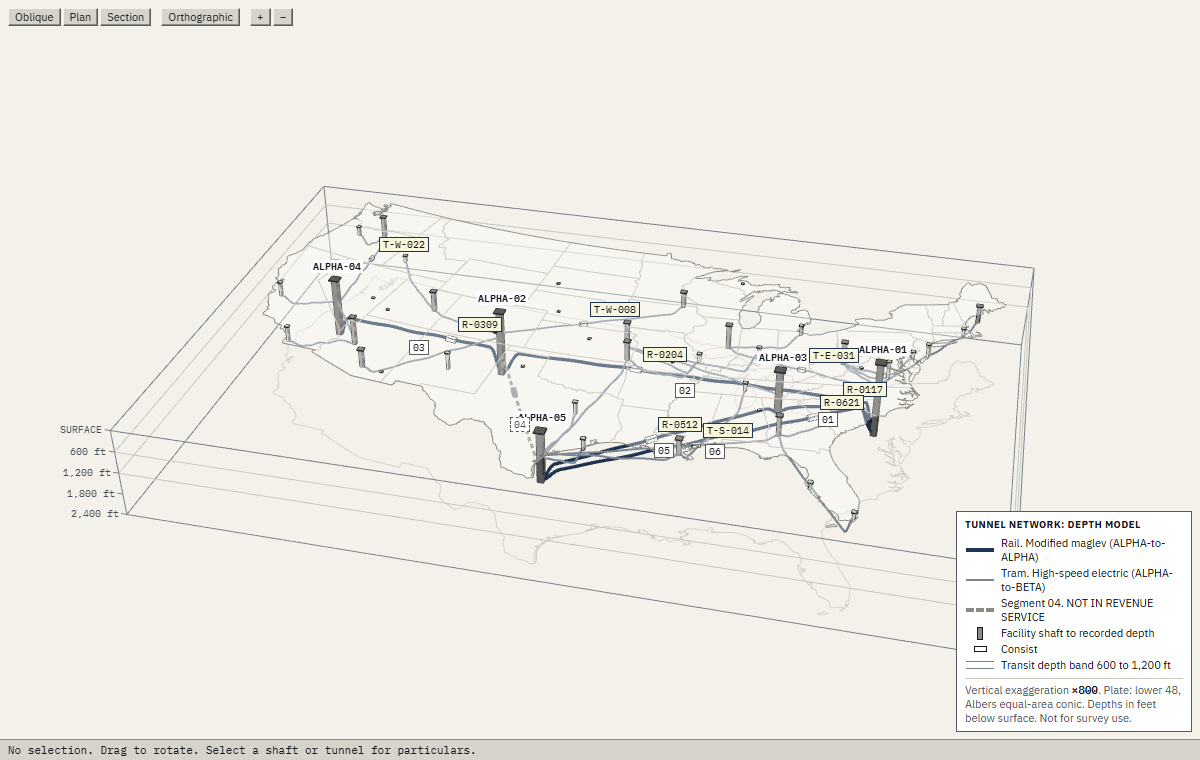 Oblique Plan Section Orthographic + −
T-W-022
ALPHA-04
ALPHA-02
T-W-008
R-0309
03
R-0204
ALPHA-03
T-E-031
ALPHA-01
02
R-0117
R-0621
01
ALPHA-05
04
R-0512
T-S-014
05
06
SURFACE
600 ft
1,200 ft
1,800 ft
2,400 ft
TUNNEL NETWORK: DEPTH MODEL
Rail. Modified maglev (ALPHA-to-
ALPHA)
Tram. High-speed electric (ALPHA-
to-BETA)
Segment 04. NOT IN REVENUE
SERVICE
Facility shaft to recorded depth
Consist
Transit depth band 600 to 1,200 ft
Vertical exaggeration ×800. Plate: lower 48,
Albers equal-area conic. Depths in feet
below surface. Not for survey use.
No selection. Drag to rotate. Select a shaft or tunnel for particulars.